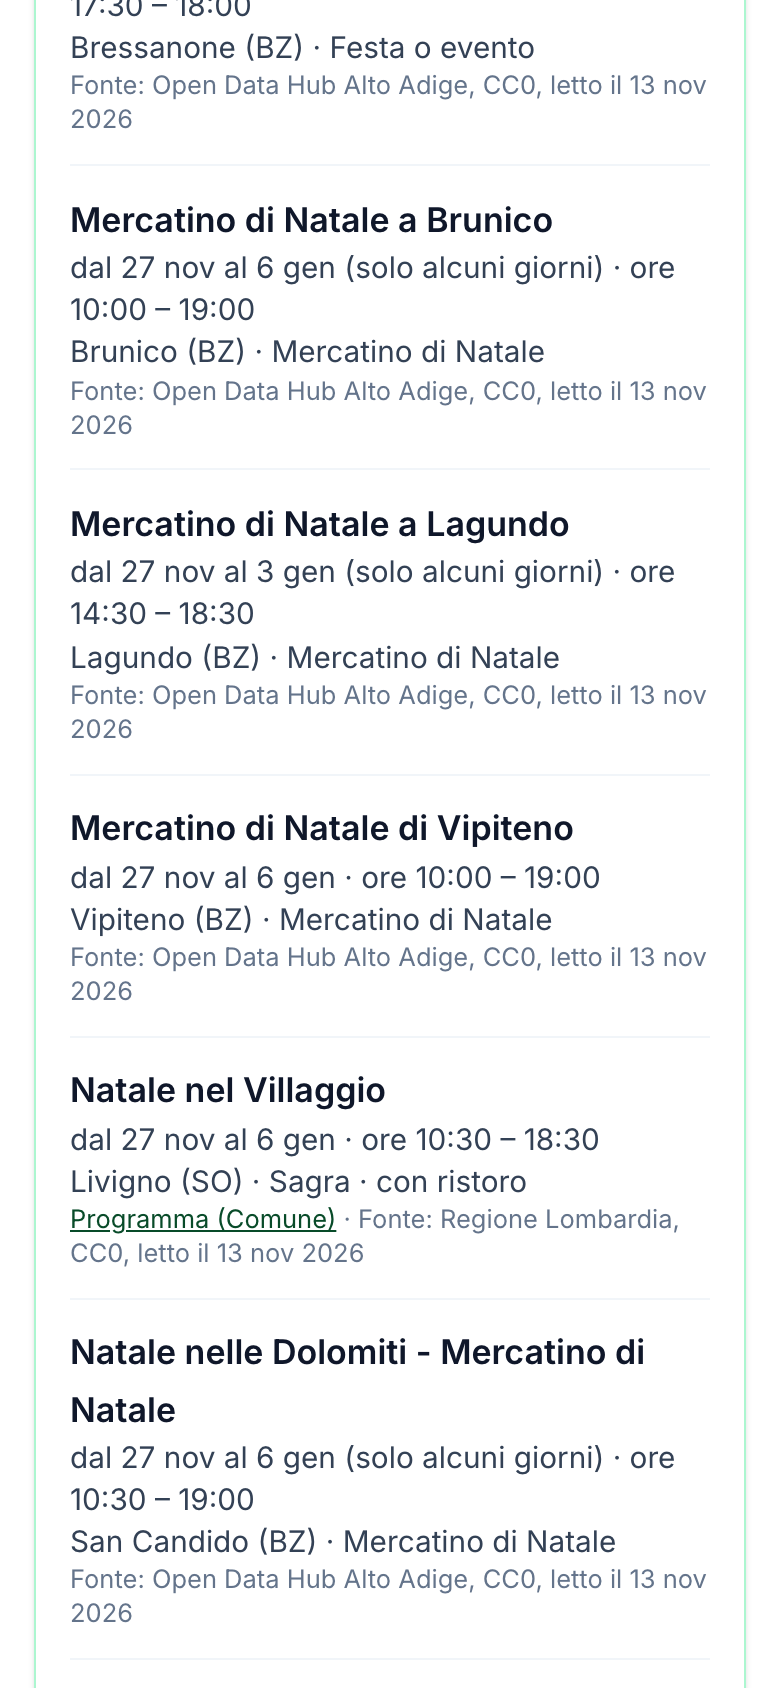 17:30 – 18:00
Bressanone (BZ) · Festa o evento
Fonte: Open Data Hub Alto Adige, CC0, letto il 13 nov
2026
Mercatino di Natale a Brunico
dal 27 nov al 6 gen (solo alcuni giorni) · ore
10:00 – 19:00
Brunico (BZ) · Mercatino di Natale
Fonte: Open Data Hub Alto Adige, CC0, letto il 13 nov
2026
Mercatino di Natale a Lagundo
dal 27 nov al 3 gen (solo alcuni giorni) · ore
14:30 – 18:30
Lagundo (BZ) · Mercatino di Natale
Fonte: Open Data Hub Alto Adige, CC0, letto il 13 nov
2026
Mercatino di Natale di Vipiteno
dal 27 nov al 6 gen · ore 10:00 – 19:00
Vipiteno (BZ) · Mercatino di Natale
Fonte: Open Data Hub Alto Adige, CC0, letto il 13 nov
2026
Natale nel Villaggio
dal 27 nov al 6 gen · ore 10:30 – 18:30
Livigno (SO) · Sagra · con ristoro
Programma (Comune) · Fonte: Regione Lombardia,
CC0, letto il 13 nov 2026
Natale nelle Dolomiti - Mercatino di
Natale
dal 27 nov al 6 gen (solo alcuni giorni) · ore
10:30 – 19:00
San Candido (BZ) · Mercatino di Natale
Fonte: Open Data Hub Alto Adige, CC0, letto il 13 nov
2026